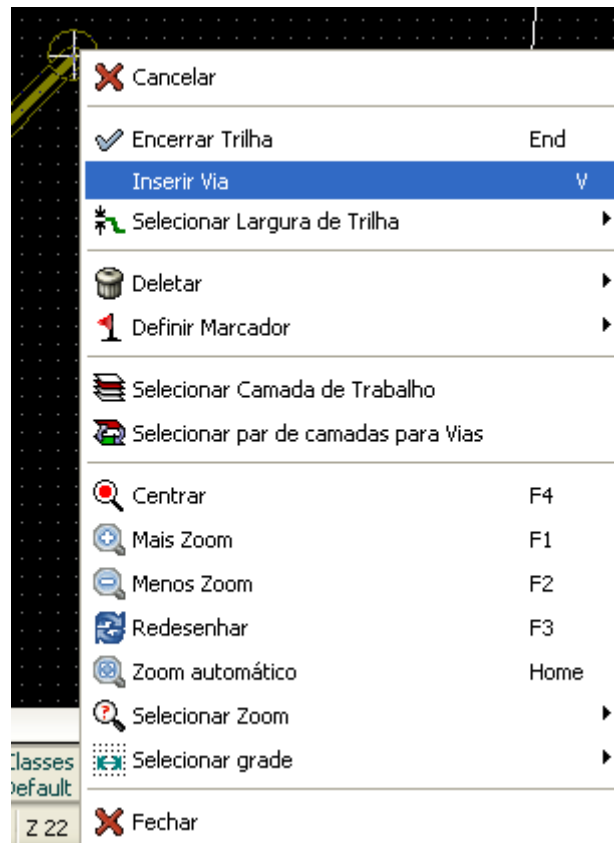 Cancelar
Encerrar Trilha End
Inserir Via V
Selecionar Largura de Trilha
Deletar
Definir Marcador
Selecionar Camada de Trabalho
Selecionar par de camadas para Vias
Centrar F4
Mais Zoom F1
Menos Zoom F2
Redesenhar F3
Zoom automático Home
Selecionar Zoom
Selecionar grade
Fechar
Classes
Default
Z 22